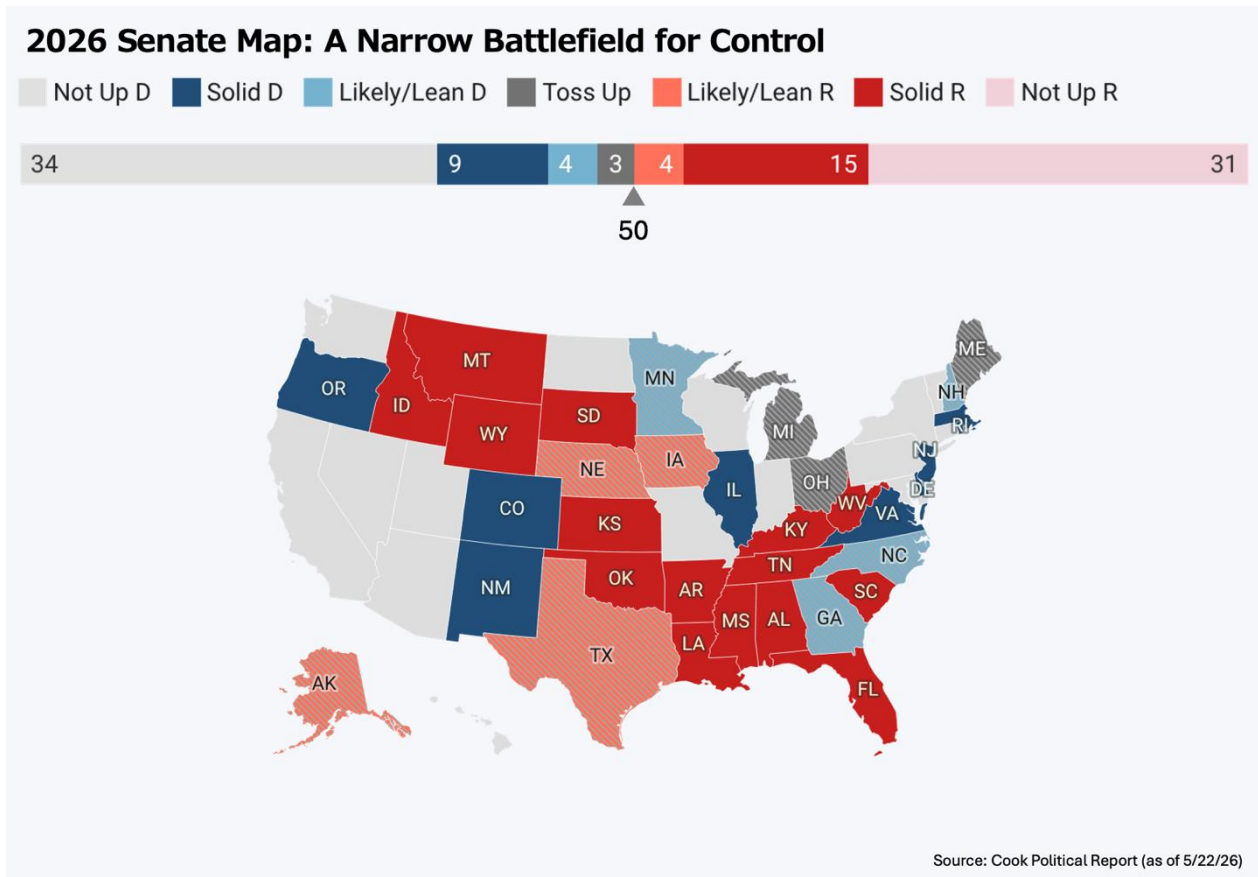 2026 Senate Map: A Narrow Battlefield for Control
Not Up D Solid D Likely/Lean D Toss Up Likely/Lean R Solid R Not Up R
34 9 4 3 4 15 31
50
ME
MT
MN
NH
OR
ID
SD
RI
WY
MI
NJ
NE
IA
OH
DE
IL
CO
WV
VA
KS
KY
NC
TN
OK
NM
AR
SC
MS
AL
GA
LA
TX
AK
FL
Source: Cook Political Report (as of 5/22/26)